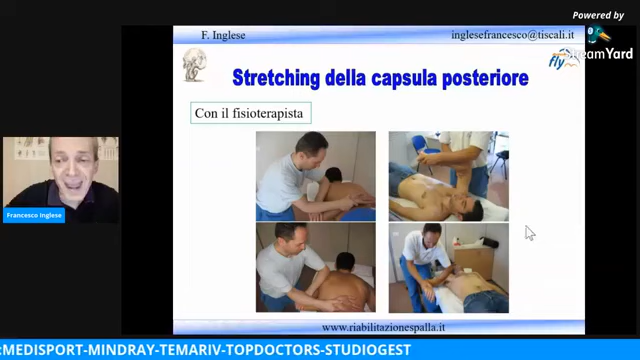 Powered by
StreamYard
F. Inglese
inglesefrancesco@tiscali.it
fly
Stretching della capsula posteriore
Con il fisioterapista
Francesco Inglese
www.riabilitazionespalla.it
:MEDISPORT-MINDRAY-TEMARIV-TOPDOCTORS-STUDIOGEST